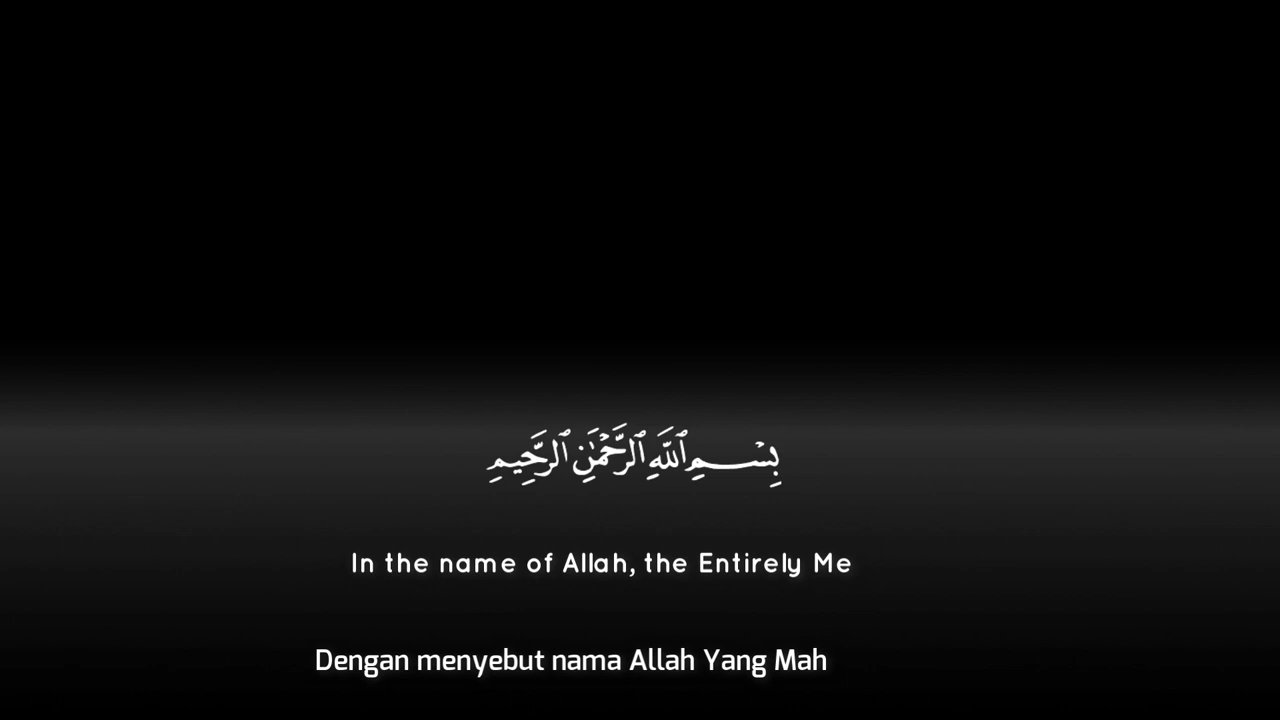 بِسْمِ ٱللَّهِ ٱلرَّحْمَٰنِ ٱلرَّحِيمِ
In the name of Allah, the Entirely Me
Dengan menyebut nama Allah Yang Mah